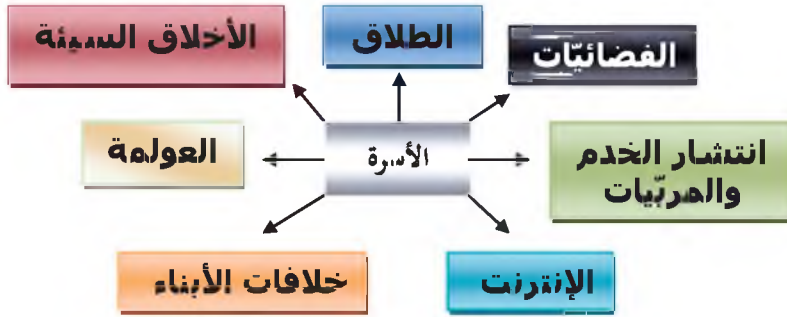 الفضائيّات
الطلاق
الأخلاق السيئة
انتشار الخدم
والمربّيات
الأسرة
العولمة
الإنترنت
خلافات الأبناء